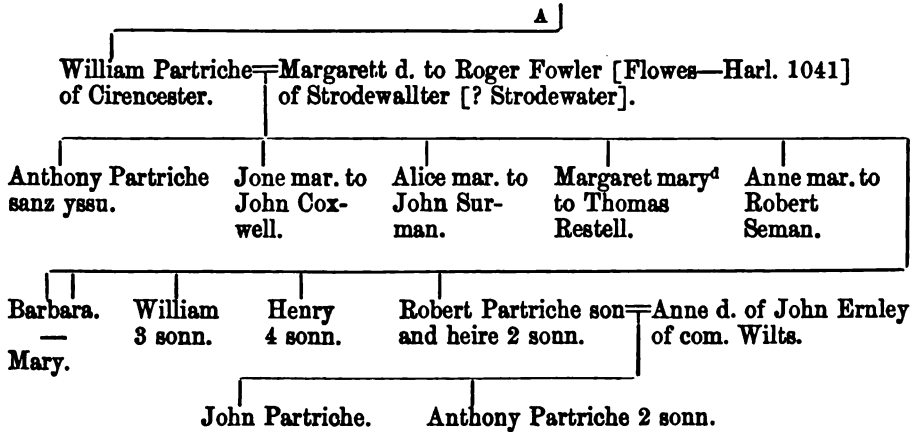 A
William Partriche=Margarett d. to Roger Fowler [Flowes—Harl. 1041]
of Cirencester. of Strodewallter [? Strodewater].
Anthony Partriche Jone mar. to Alice mar. to Margaret maryᵈ Anne mar. to
sanz yssu. John Cox- John Sur- to Thomas Robert
well. man. Restell. Seman.
Barbara. William Henry Robert Partriche son=Anne d. of John Ernley
— 3 sonn. 4 sonn. and heire 2 sonn. of com. Wilts.
Mary.
John Partriche. Anthony Partriche 2 sonn.